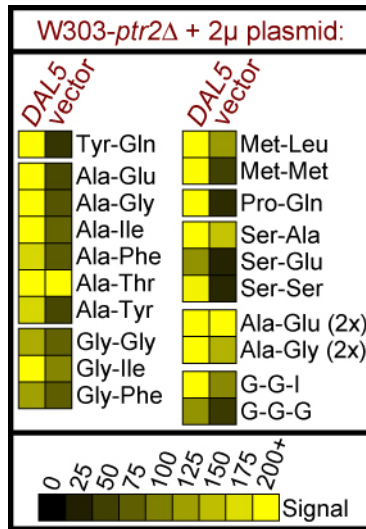 W303-ptr2Δ + 2µ plasmid:
DAL5 vector
Tyr-Gln
Ala-Glu
Ala-Gly
Ala-Ile
Ala-Phe
Ala-Thr
Ala-Tyr
Gly-Gly
Gly-Ile
Gly-Phe
DAL5 vector
Met-Leu
Met-Met
Pro-Gln
Ser-Ala
Ser-Glu
Ser-Ser
Ala-Glu (2x)
Ala-Gly (2x)
G-G-I
G-G-G
0 25 50 75 100 125 150 175 200+
Signal